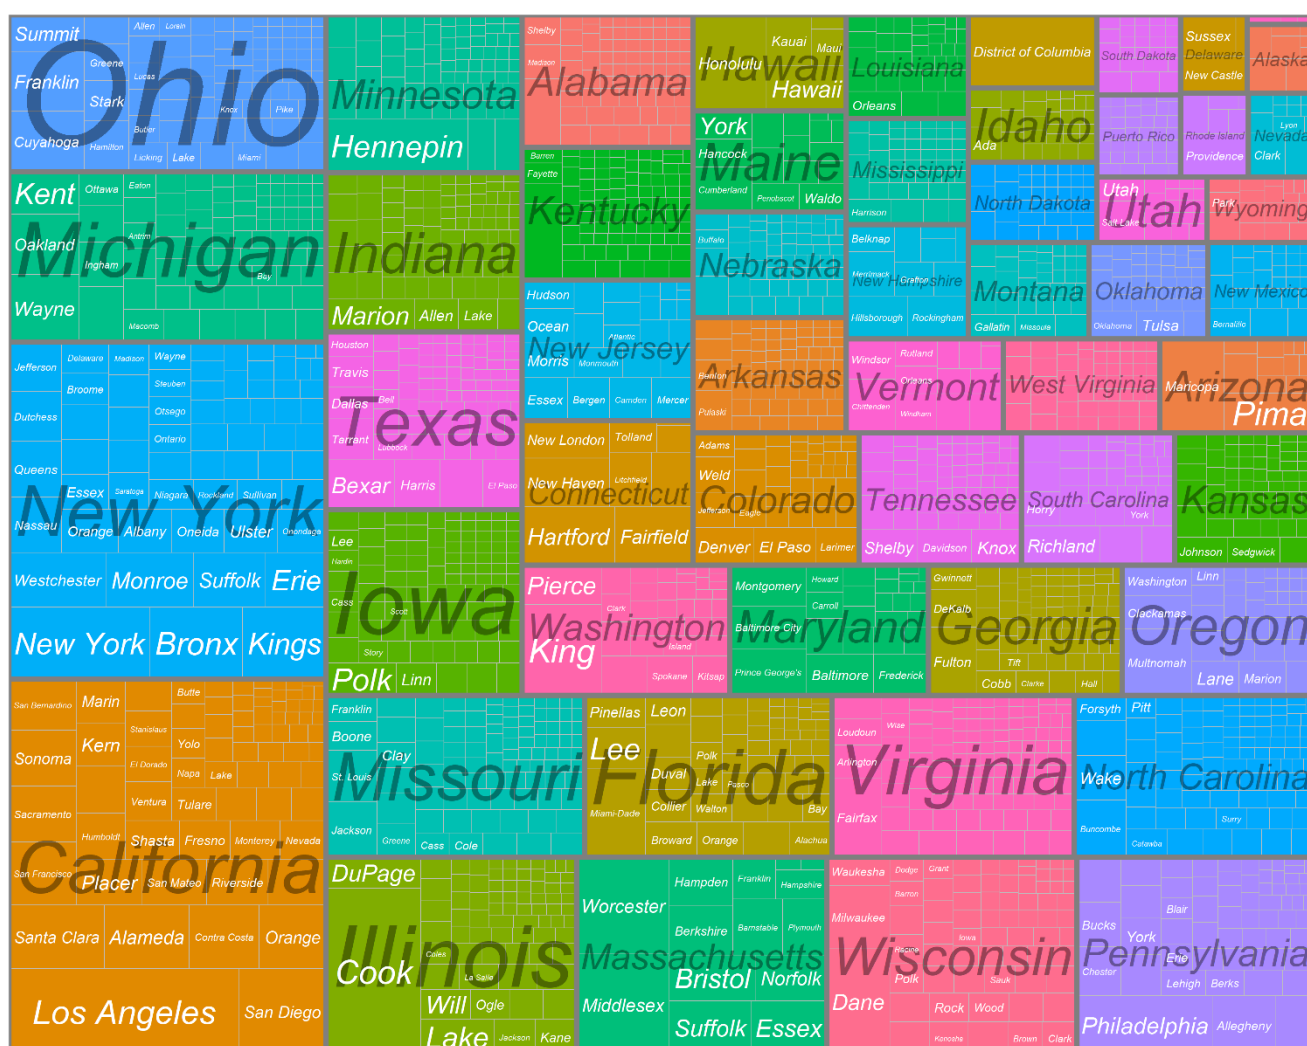 Ohio
Summit
Franklin
Cuyahoga
Greene
Stark
Hamilton
Allen
Lorain
Lucas
Butler
Licking
Lake
Knox
Pike
Miami
Michigan
Kent
Oakland
Wayne
Ottawa
Ingham
Eaton
Antrim
Macomb
Bay
New York
Jefferson
Dutchess
Queens
Nassau
Delaware
Broome
Essex
Orange
Madison
Saratoga
Albany
Wayne
Steuben
Otsego
Ontario
Niagara
Rockland
Sullivan
Oneida
Ulster
Onondaga
Westchester
Monroe
Suffolk
Erie
New York
Bronx
Kings
California
San Bernardino
Sonoma
Sacramento
San Francisco
Marin
Kern
Humboldt
Placer
Stanislaus
El Dorado
Ventura
Shasta
Butte
Yolo
Napa
Lake
Tulare
Fresno
Monterey
Nevada
San Mateo
Riverside
Santa Clara
Alameda
Contra Costa
Orange
Los Angeles
San Diego
Minnesota
Hennepin
Indiana
Marion
Allen
Lake
Texas
Houston
Travis
Dallas
Tarrant
Bell
Lubbock
Bexar
Harris
El Paso
Iowa
Lee
Hardin
Cass
Scott
Story
Polk
Linn
Missouri
Franklin
Boone
St. Louis
Jackson
Clay
Greene
Cass
Cole
Illinois
DuPage
Cook
Coles
La Salle
Will
Ogle
Lake
Jackson
Kane
Alabama
Shelby
Madison
Kentucky
Barren
Fayette
New Jersey
Hudson
Ocean
Morris
Atlantic
Monmouth
Essex
Bergen
Camden
Mercer
Connecticut
New London
New Haven
Tolland
Litchfield
Hartford
Fairfield
Washington
Pierce
King
Clark
Island
Spokane
Kitsap
Florida
Pinellas
Lee
Miami-Dade
Leon
Duval
Collier
Broward
Polk
Lake
Pasco
Walton
Orange
Bay
Alachua
Massachusetts
Worcester
Middlesex
Hampden
Berkshire
Franklin
Hampshire
Barnstable
Plymouth
Bristol
Norfolk
Suffolk
Essex
Hawaii
Honolulu
Kauai
Maui
Hawaii
Maine
York
Hancock
Cumberland
Penobscot
Waldo
Nebraska
Buffalo
Arkansas
Benton
Pulaski
Colorado
Adams
Weld
Jefferson
Eagle
Denver
El Paso
Larimer
Maryland
Montgomery
Baltimore City
Prince George's
Howard
Carroll
Baltimore
Frederick
Virginia
Loudoun
Arlington
Fairfax
Wise
Wisconsin
Waukesha
Milwaukee
Dane
Dodge
Barron
Grant
Racine
Polk
Iowa
Sauk
Rock
Wood
Kenosha
Brown
Clark
Louisiana
Orleans
Mississippi
Harrison
New Hampshire
Belknap
Merrimack
Grafton
Hillsborough
Rockingham
Vermont
Windsor
Chittenden
Rutland
Orleans
Windham
Tennessee
Shelby
Davidson
Knox
Georgia
Gwinnett
DeKalb
Fulton
Cobb
Tift
Clarke
Hall
District of Columbia
Idaho
Ada
North Dakota
Montana
Gallatin
Missoula
West Virginia
South Carolina
Horry
York
Richland
South Dakota
Puerto Rico
Utah
Utah
Salt Lake
Oklahoma
Oklahoma
Tulsa
Delaware
Sussex
New Castle
Rhode Island
Providence
Alaska
Nevada
Lyon
Clark
Wyoming
Park
New Mexico
Bernalillo
Arizona
Maricopa
Pima
Kansas
Johnson
Sedgwick
Oregon
Washington
Clackamas
Multnomah
Linn
Lane
Marion
North Carolina
Forsyth
Wake
Buncombe
Pitt
Surry
Catawba
Pennsylvania
Bucks
Chester
York
Blair
Erie
Lehigh
Berks
Philadelphia
Allegheny